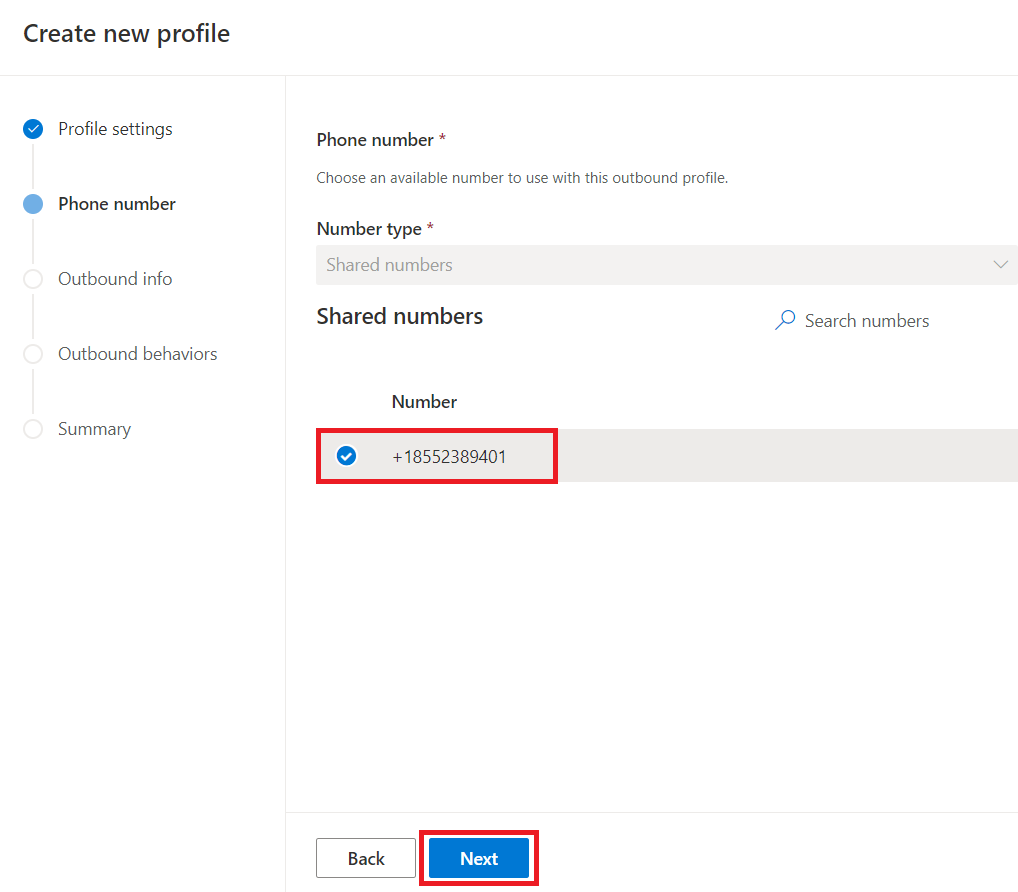 Create new profile
Profile settings
Phone number
Outbound info
Outbound behaviors
Summary
Phone number *
Choose an available number to use with this outbound profile.
Number type *
Shared numbers
Shared numbers
Search numbers
Number
+18552389401
Back
Next